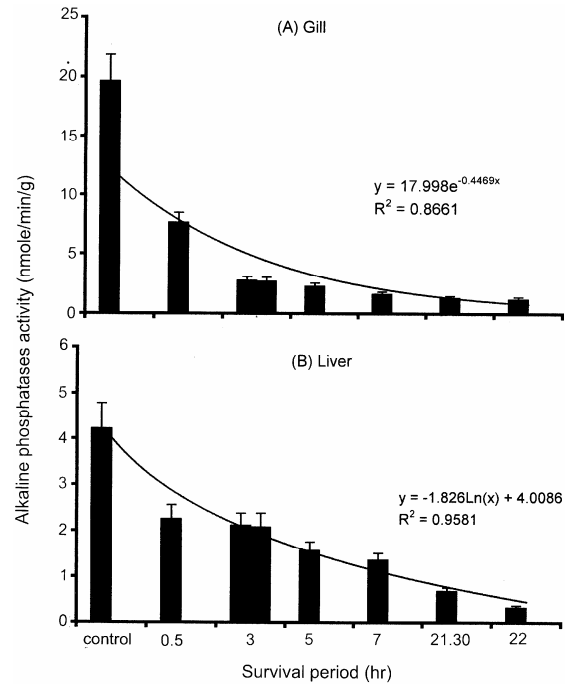 (A) Gill
25
20
15
10
5
0
y = 17.998e^-0.4469x
R² = 0.8661
Alkaline phosphatases activity (nmole/min/g)
(B) Liver
6
5
4
3
2
1
0
y = -1.826Ln(x) + 4.0086
R² = 0.9581
control 0.5 3 5 7 21.30 22
Survival period (hr)